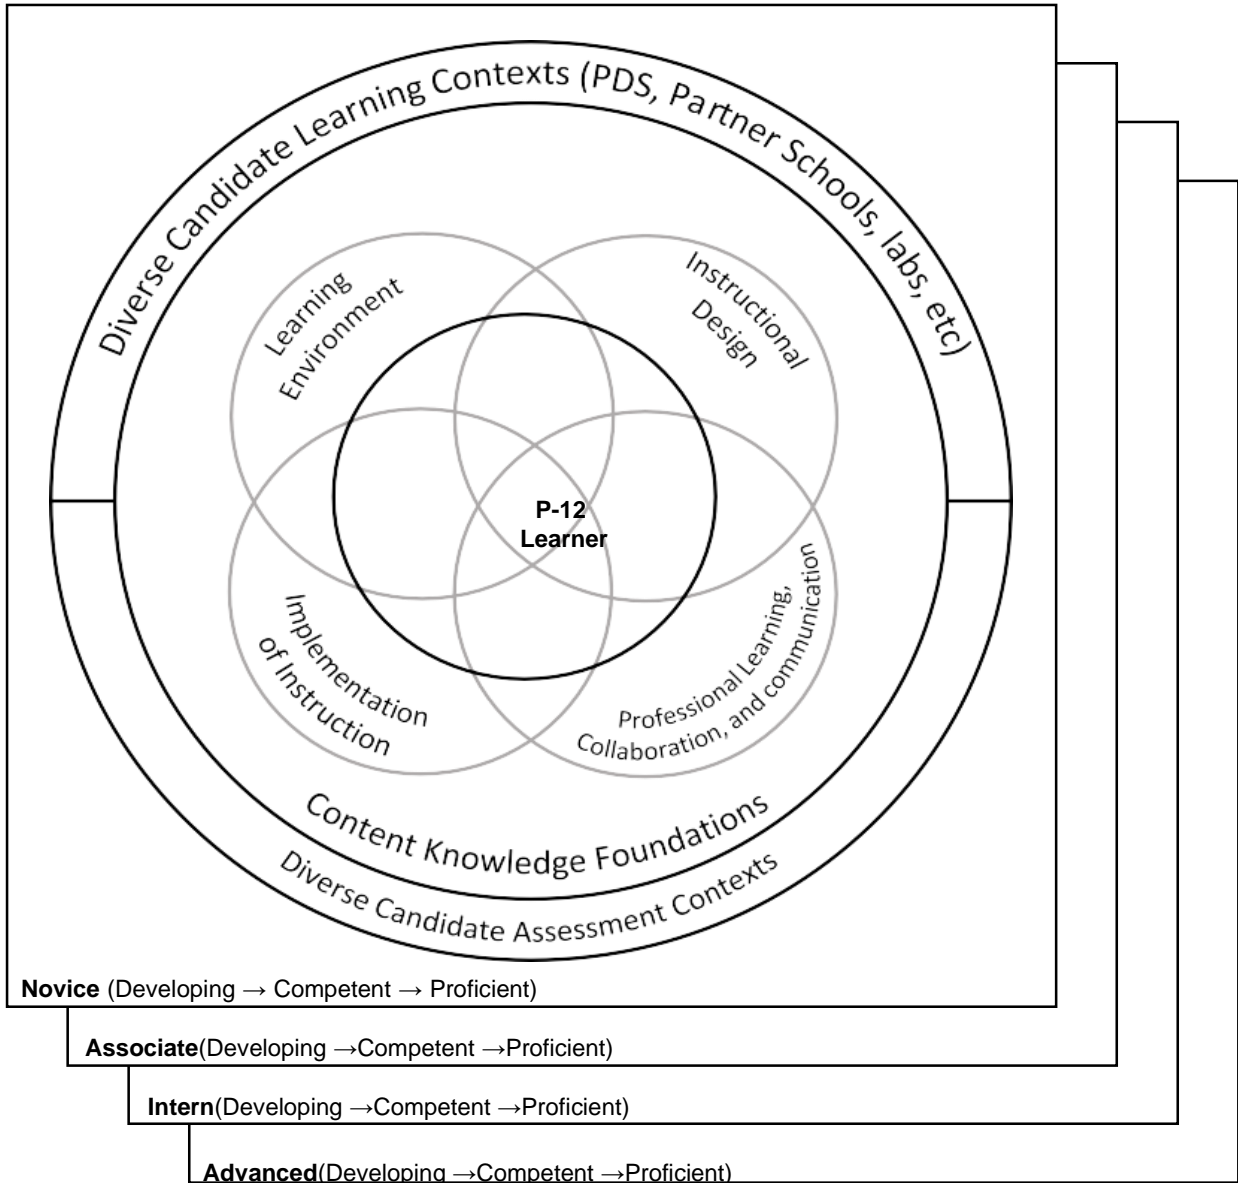 Diverse Candidate Learning Contexts (PDS, Partner Schools, labs, etc)
Learning
Environment
Instructional
Design
P-12
Learner
Implementation
of Instruction
Professional Learning,
Collaboration, and communication
Content Knowledge Foundations
Diverse Candidate Assessment Contexts
Novice (Developing → Competent → Proficient)
Associate(Developing →Competent →Proficient)
Intern(Developing →Competent →Proficient)
Advanced(Developing →Competent →Proficient)